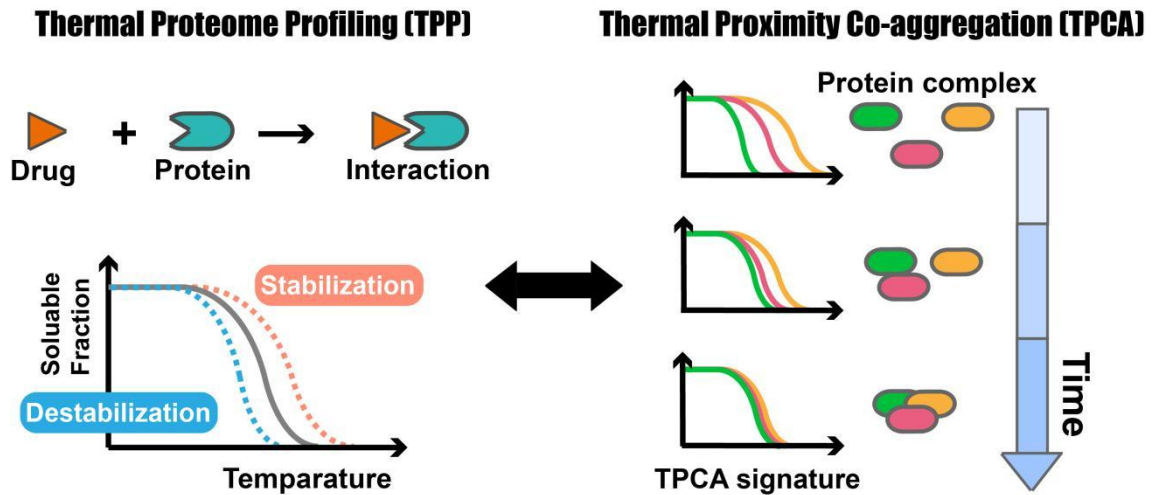 Thermal Proteome Profiling (TPP)
Drug
+
Protein
Interaction
Soluable
Fraction
Stabilization
Destabilization
Temparature
Thermal Proximity Co-aggregation (TPCA)
Protein complex
TPCA signature
Time